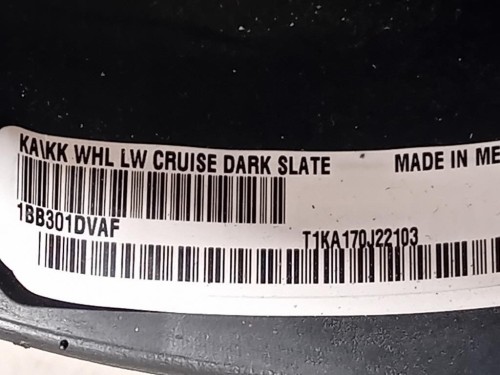 KA\KK WHL LW CRUISE DARK SLATE MADE IN ME
1BB301DVAF
T1KA170J22103